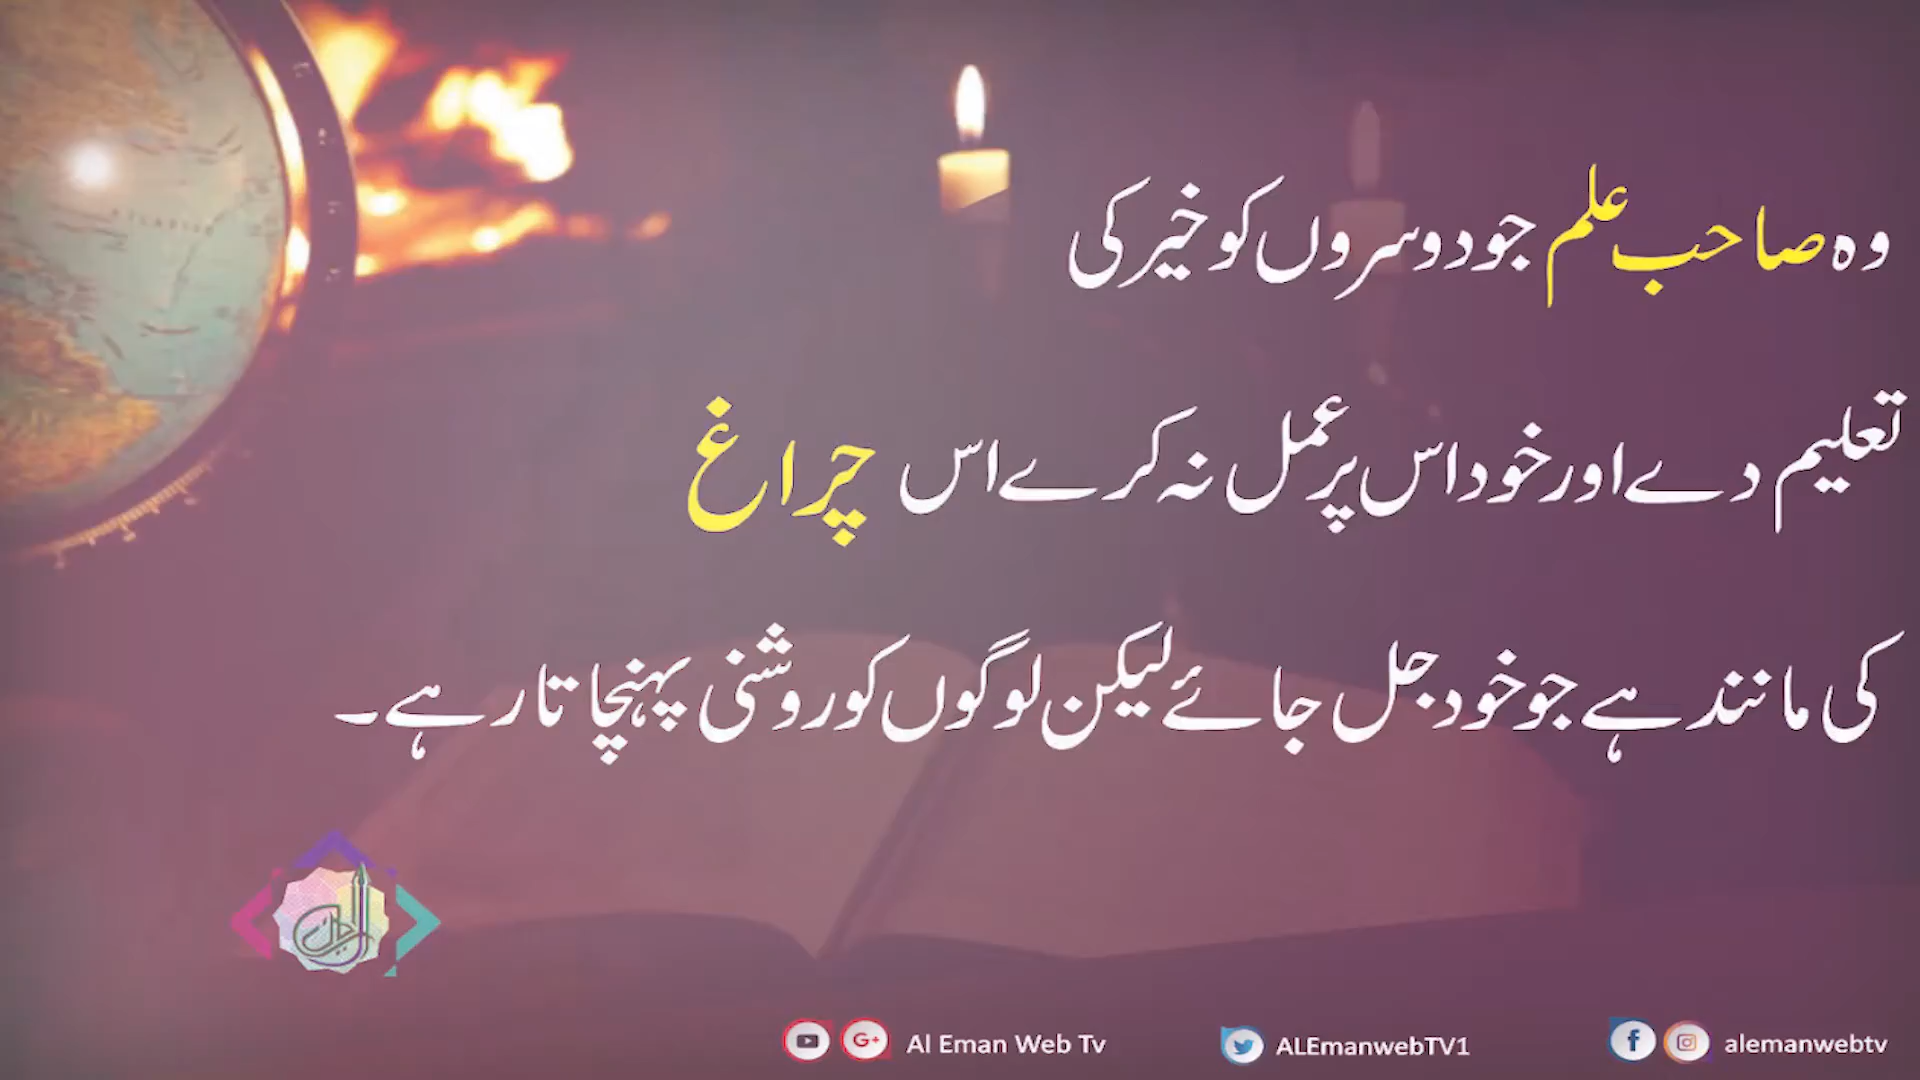 وہ صاحب علم جو دوسروں کو خیر کی
تعلیم دے اور خود اس پر عمل نہ کرے اس چراغ
کی مانند ہے جو خود جل جائے لیکن لوگوں کو روشنی پہنچاتا رہے۔
Al Eman Web Tv
ALEmanwebTV1
alemanwebtv